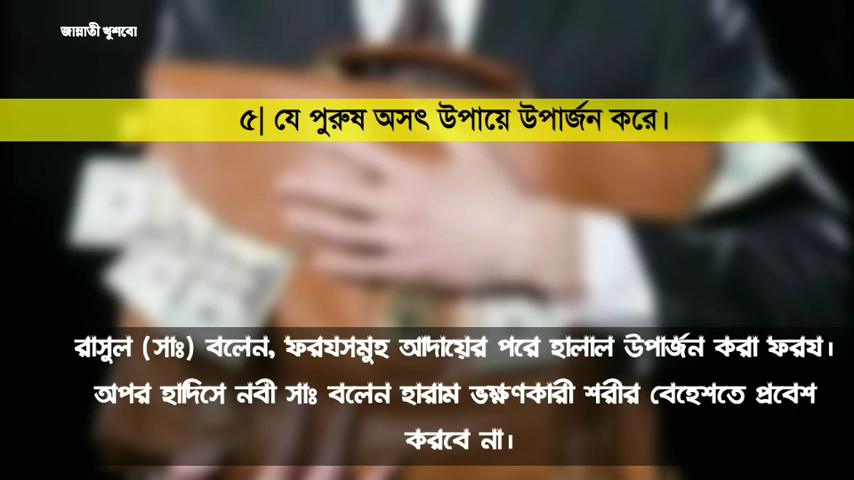 জান্নাতী খুশবো
৫| যে পুরুষ অসৎ উপায়ে উপার্জন করে।
রাসুল (সাঃ) বলেন, ফরযসমুহ আদায়ের পরে হালাল উপার্জন করা ফরয।
অপর হাদিসে নবী সাঃ বলেন হারাম ভক্ষণকারী শরীর বেহেশতে প্রবেশ
করবে না।